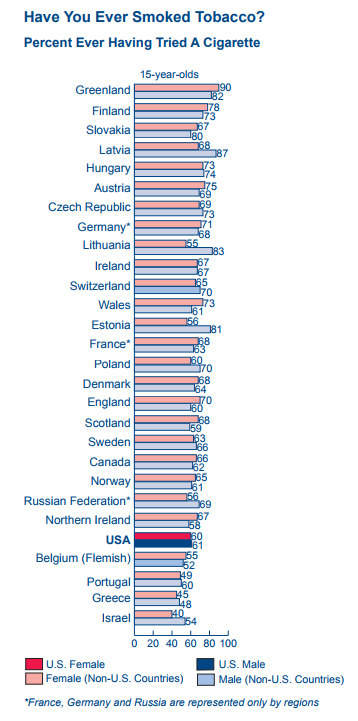 Have You Ever Smoked Tobacco?
Percent Ever Having Tried A Cigarette
15-year-olds
Greenland 90
82
Finland 78
73
Slovakia 67
80
Latvia 68
87
Hungary 73
74
Austria 75
69
Czech Republic 69
73
Germany* 71
68
Lithuania 55
83
Ireland 67
67
Switzerland 65
70
Wales 73
61
Estonia 56
81
France* 68
63
Poland 60
70
Denmark 68
64
England 70
60
Scotland 68
59
Sweden 63
66
Canada 66
62
Norway 65
61
Russian Federation* 56
69
Northern Ireland 67
58
USA 60
61
Belgium (Flemish) 55
52
Portugal 49
60
Greece 45
48
Israel 40
54
0 20 40 60 80 100
U.S. Female U.S. Male
Female (Non-U.S. Countries) Male (Non-U.S. Countries)
*France, Germany and Russia are represented only by regions